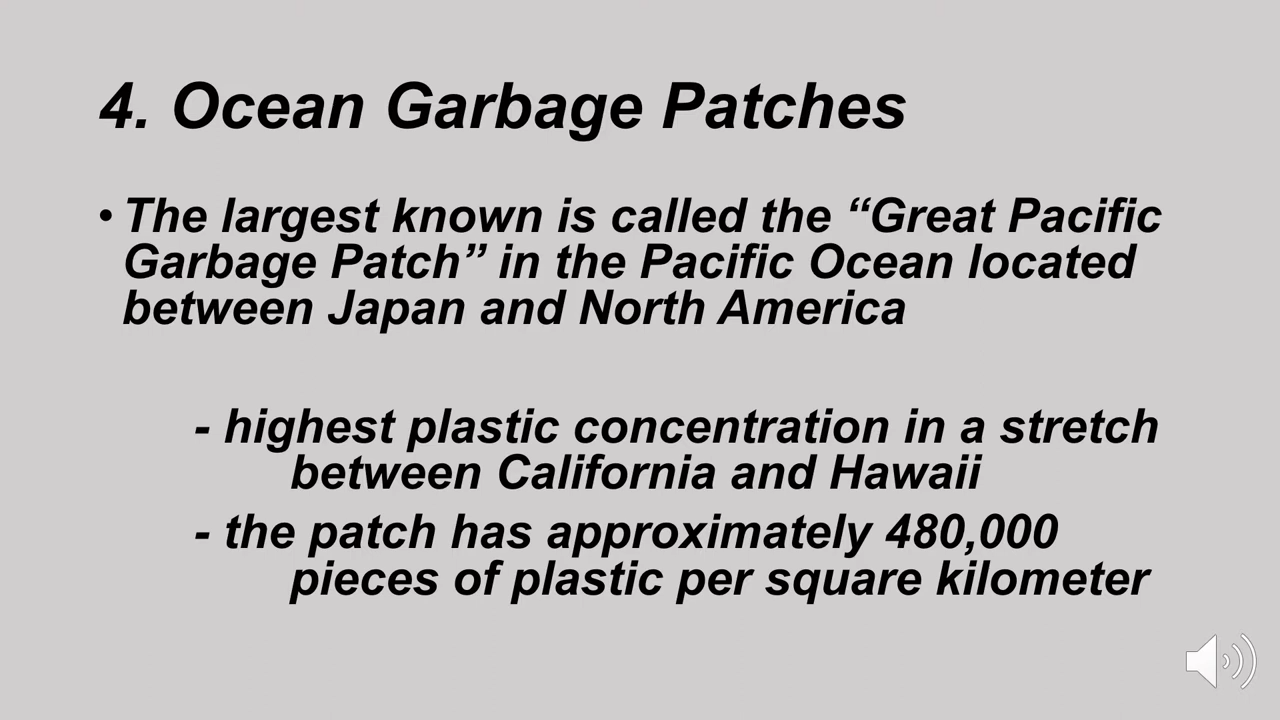 4. Ocean Garbage Patches
• The largest known is called the “Great Pacific
Garbage Patch” in the Pacific Ocean located
between Japan and North America
- highest plastic concentration in a stretch
between California and Hawaii
- the patch has approximately 480,000
pieces of plastic per square kilometer